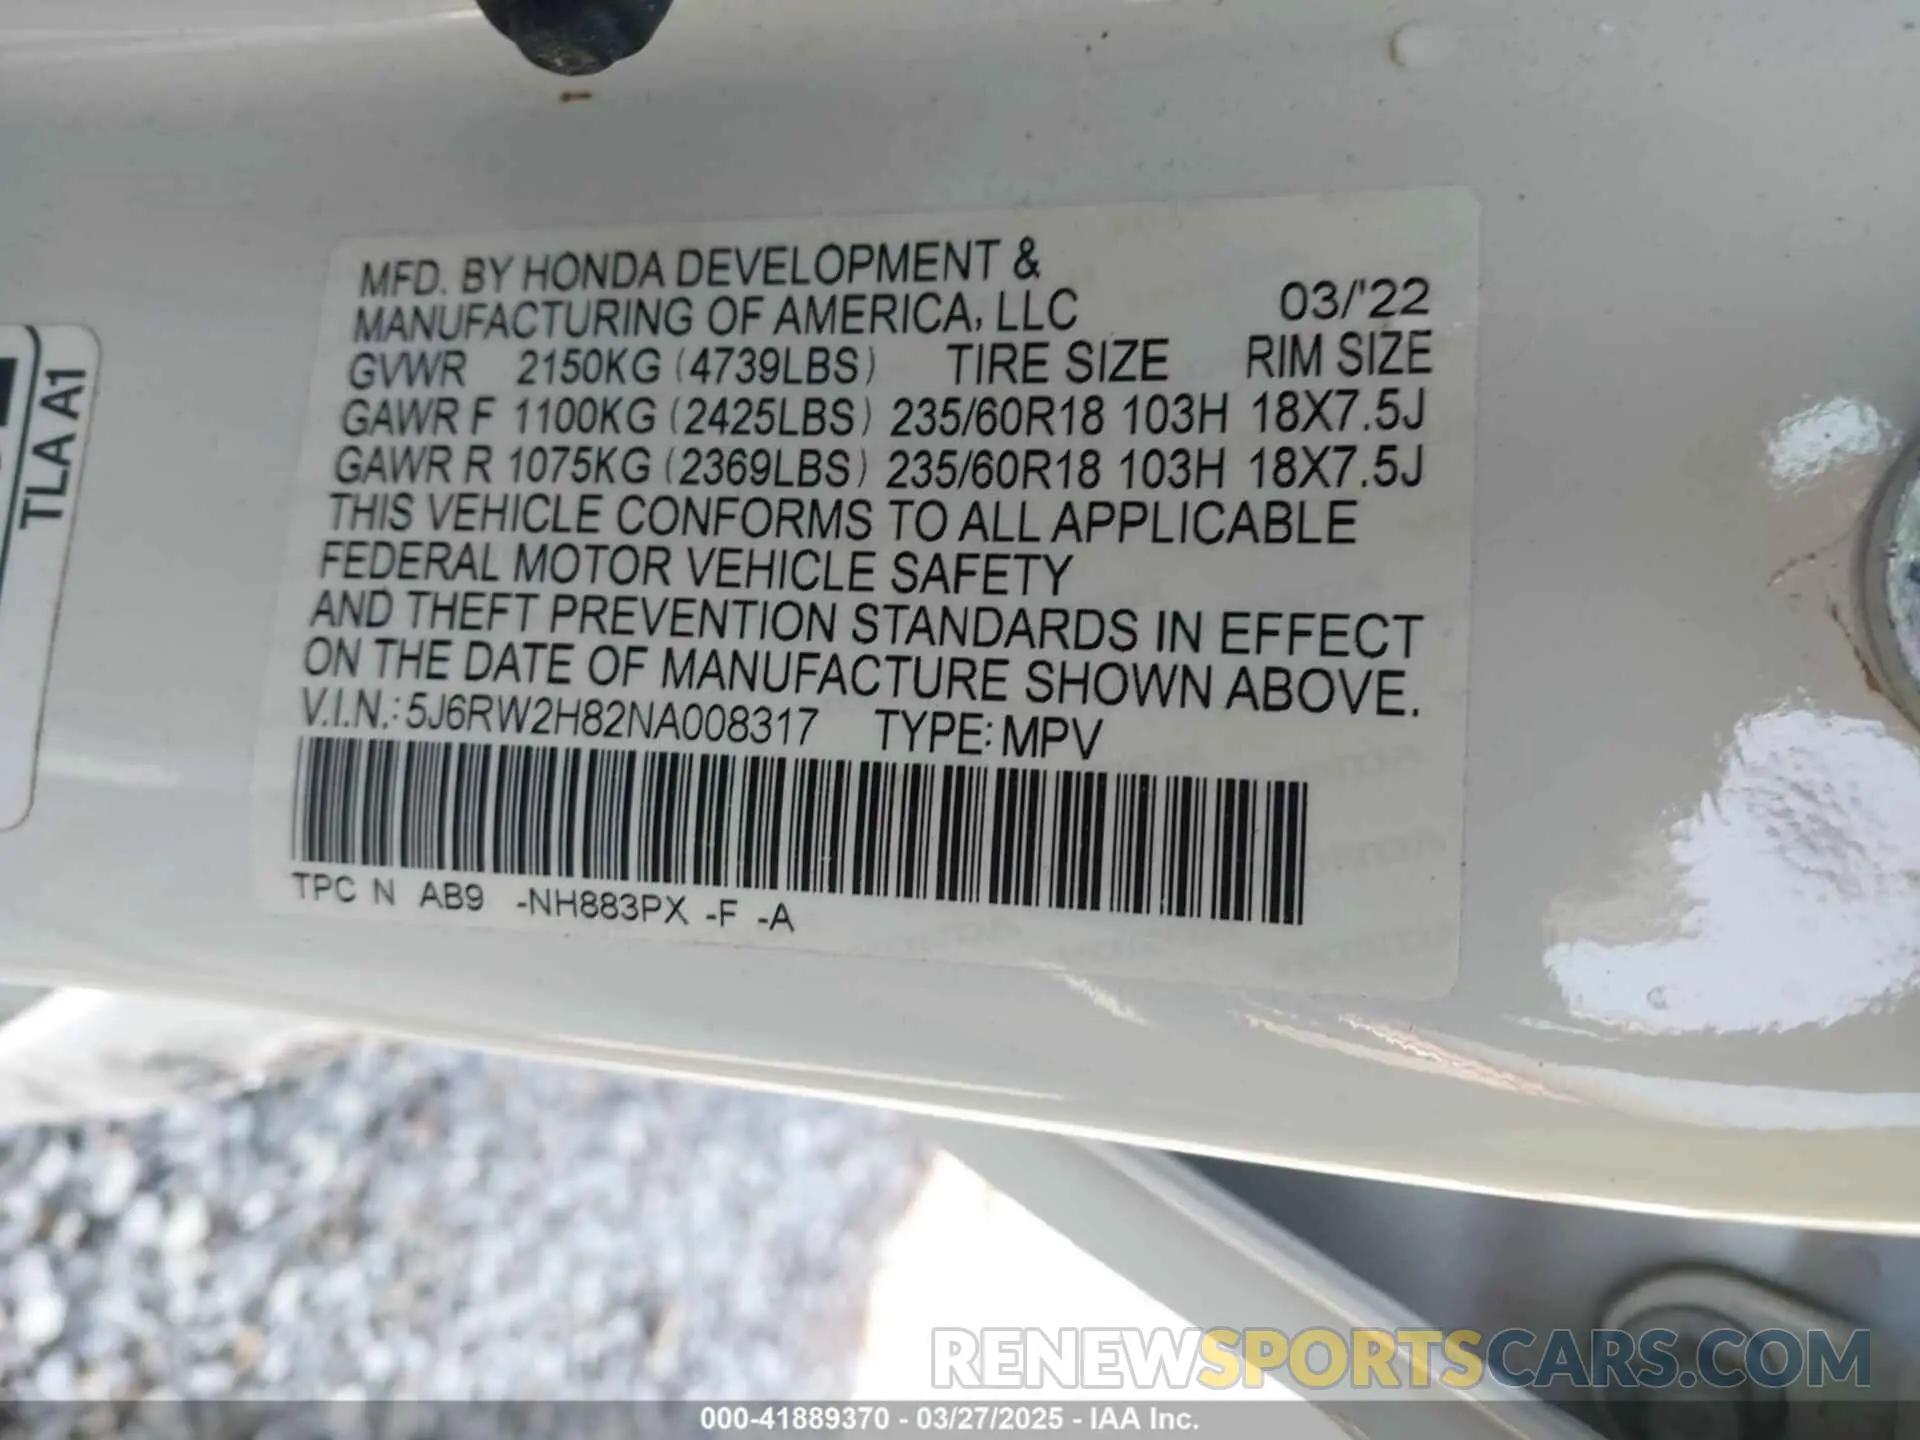 MFD. BY HONDA DEVELOPMENT &
MANUFACTURING OF AMERICA, LLC 03/'22
GVWR 2150KG (4739LBS) TIRE SIZE RIM SIZE
GAWR F 1100KG (2425LBS) 235/60R18 103H 18X7.5J
GAWR R 1075KG (2369LBS) 235/60R18 103H 18X7.5J
THIS VEHICLE CONFORMS TO ALL APPLICABLE
FEDERAL MOTOR VEHICLE SAFETY
AND THEFT PREVENTION STANDARDS IN EFFECT
ON THE DATE OF MANUFACTURE SHOWN ABOVE.
V.I.N.: 5J6RW2H82NA008317 TYPE: MPV
TPC N AB9 -NH883PX -F -A
TLA A1
RENEWSPORTSCARS.COM
000-41889370 - 03/27/2025 - IAA Inc.